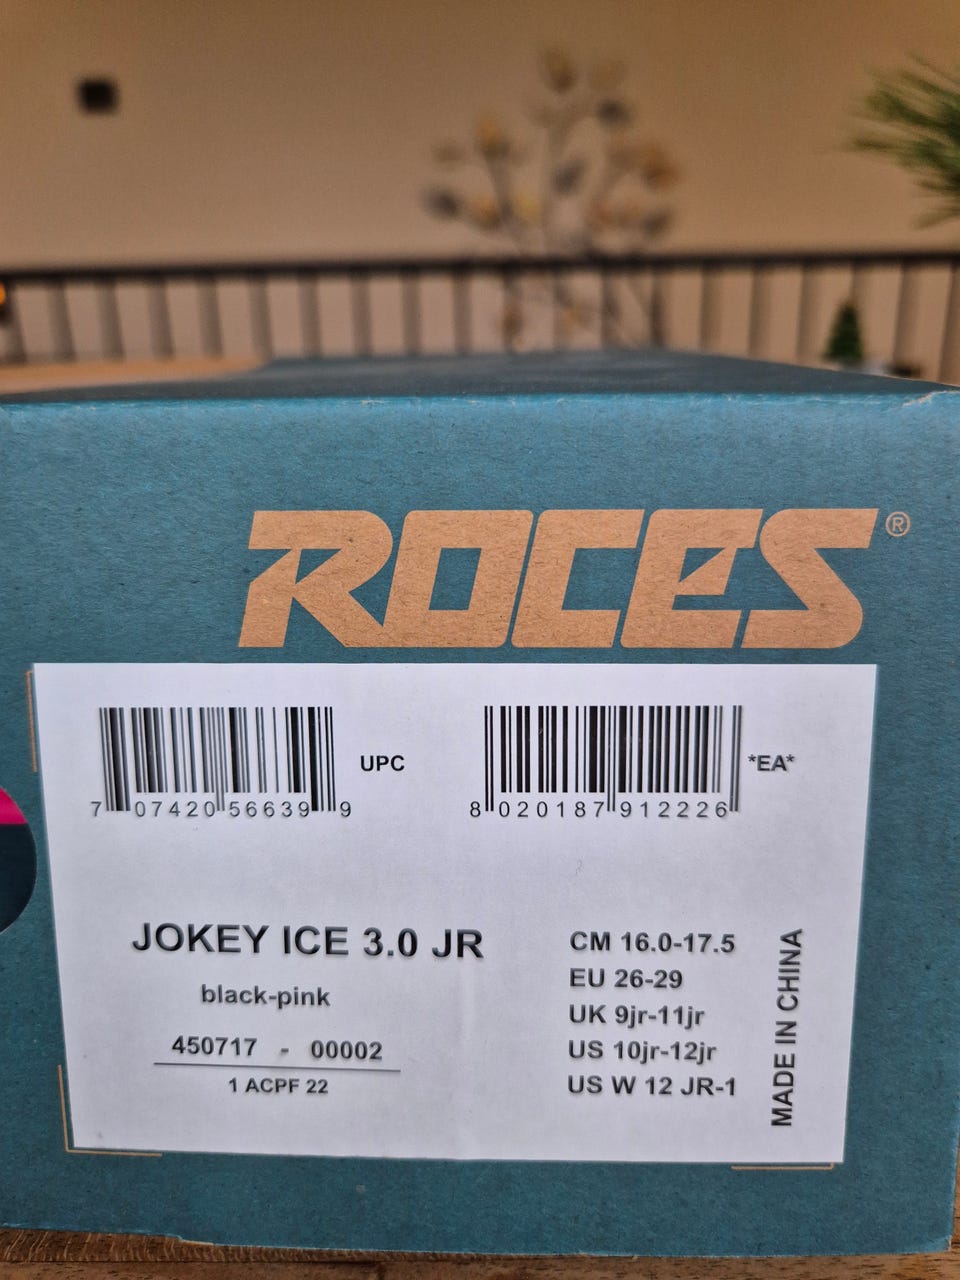 ROCES®
7 07420 56639 9
UPC
8 020187 912226
*EA*
JOKEY ICE 3.0 JR
black-pink
450717 - 00002
1 ACPF 22
CM 16.0-17.5
EU 26-29
UK 9jr-11jr
US 10jr-12jr
US W 12 JR-1
MADE IN CHINA